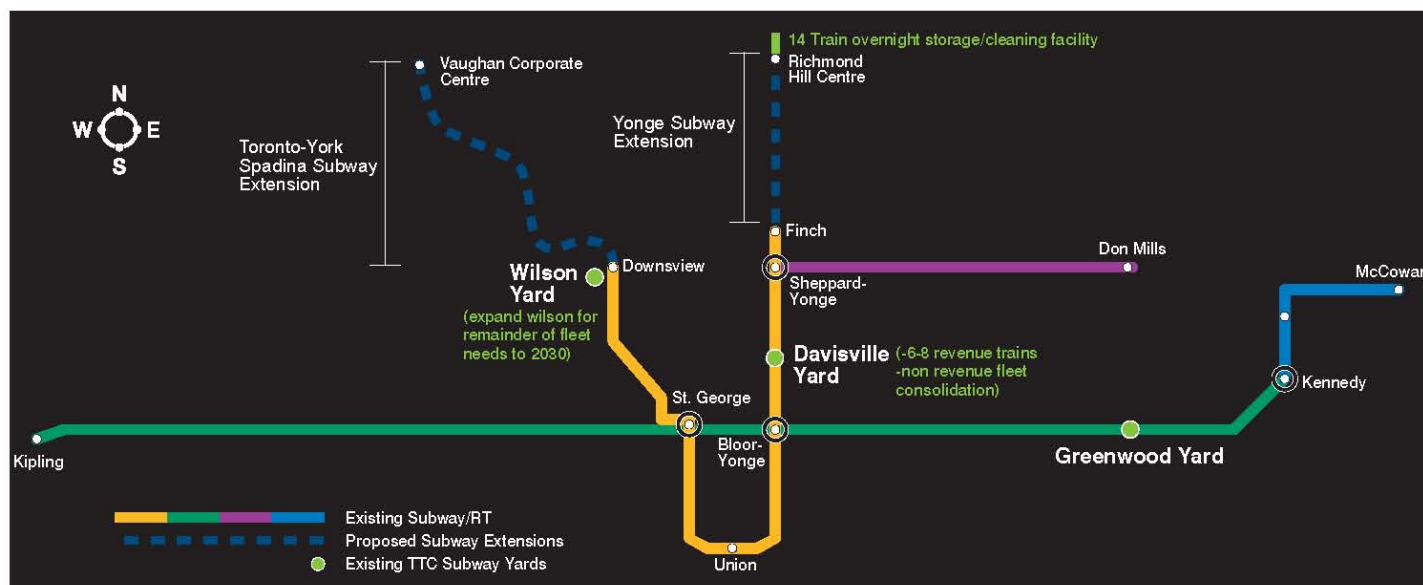 14 Train overnight storage/cleaning facility
Vaughan Corporate
Centre
Richmond
Hill Centre
N
W
E
S
Toronto-York
Spadina Subway
Extension
Yonge Subway
Extension
Finch
Downsview
Don Mills
Wilson
Yard
(expand wilson for
remainder of fleet
needs to 2030)
Sheppard-
Yonge
McCowan
Davisville
Yard
(-6-8 revenue trains
-non revenue fleet
consolidation)
Kennedy
St. George
Bloor-
Yonge
Kipling
Greenwood Yard
Existing Subway/RT
Proposed Subway Extensions
Existing TTC Subway Yards
Union